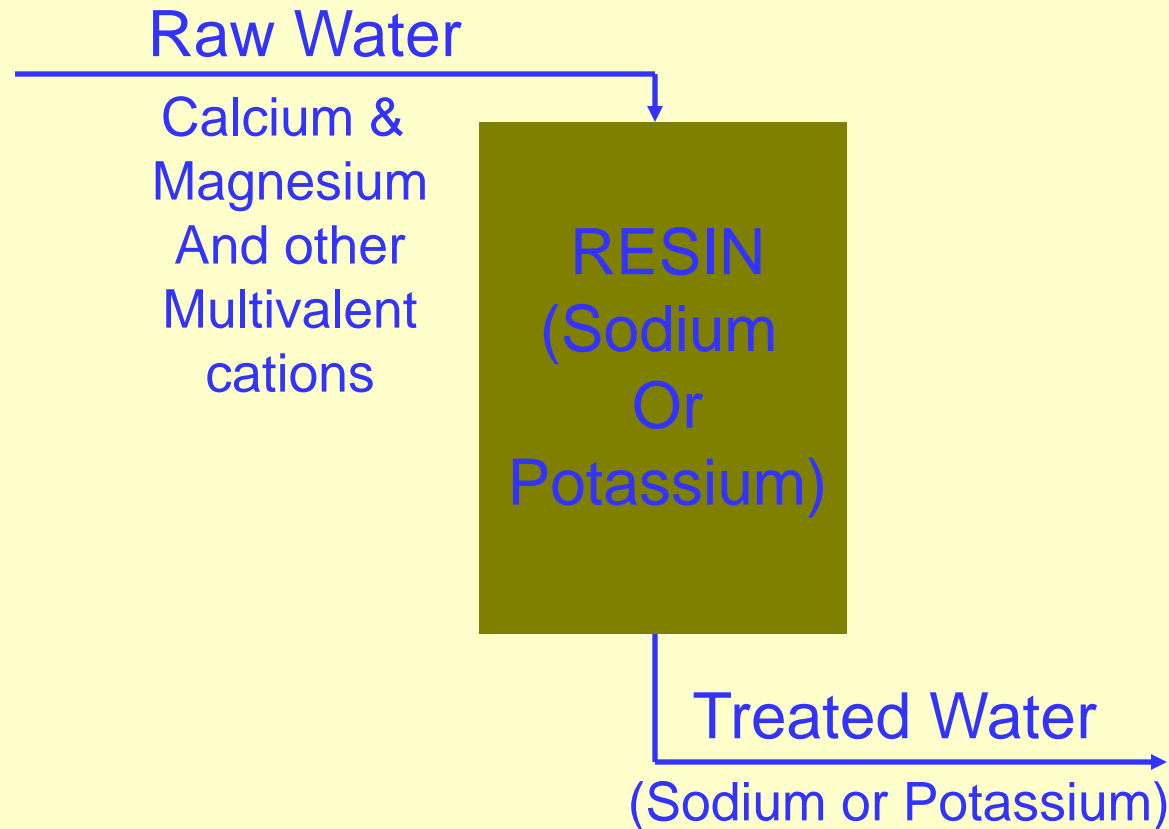 Raw Water
Calcium &
Magnesium
And other
Multivalent
cations
RESIN
(Sodium
Or
Potassium)
Treated Water
(Sodium or Potassium)